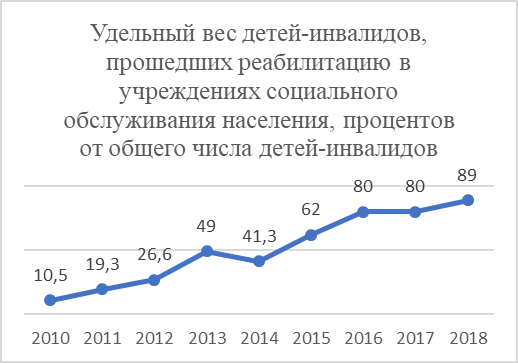 Удельный вес детей-инвалидов,
прошедших реабилитацию в
учреждениях социального
обслуживания населения, процентов
от общего числа детей-инвалидов
10,5
19,3
26,6
49
41,3
62
80
80
89
2010 2011 2012 2013 2014 2015 2016 2017 2018